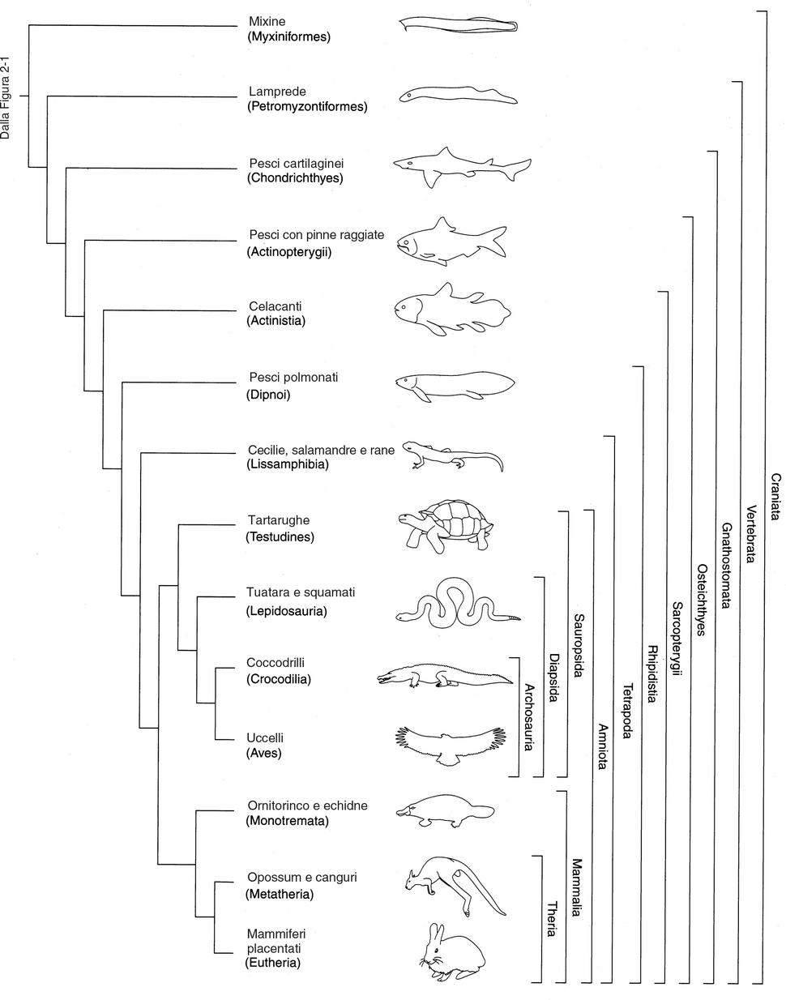 Dalla Figura 2-1
Mixine
(Myxiniformes)
Lamprede
(Petromyzontiformes)
Pesci cartilaginei
(Chondrichthyes)
Pesci con pinne raggiate
(Actinopterygii)
Celacanti
(Actinistia)
Pesci polmonati
(Dipnoi)
Cecilie, salamandre e rane
(Lissamphibia)
Tartarughe
(Testudines)
Tuatara e squamati
(Lepidosauria)
Coccodrilli
(Crocodilia)
Uccelli
(Aves)
Ornitorinco e echidne
(Monotremata)
Opossum e canguri
(Metatheria)
Mammiferi
placentati
(Eutheria)
Archosauria
Diapsida
Sauropsida
Theria
Mammalia
Amniota
Tetrapoda
Rhipidistia
Sarcopterygii
Osteichthyes
Gnathostomata
Vertebrata
Craniata